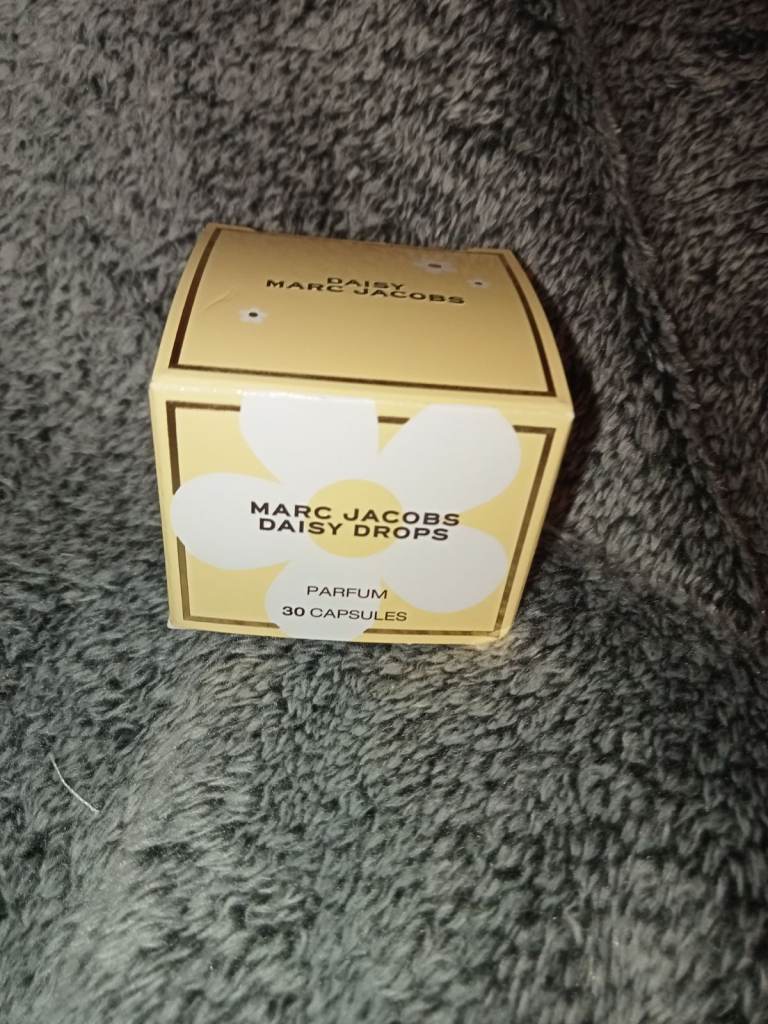 DAISY
MARC JACOBS
MARC JACOBS
DAISY DROPS
PARFUM
30 CAPSULES